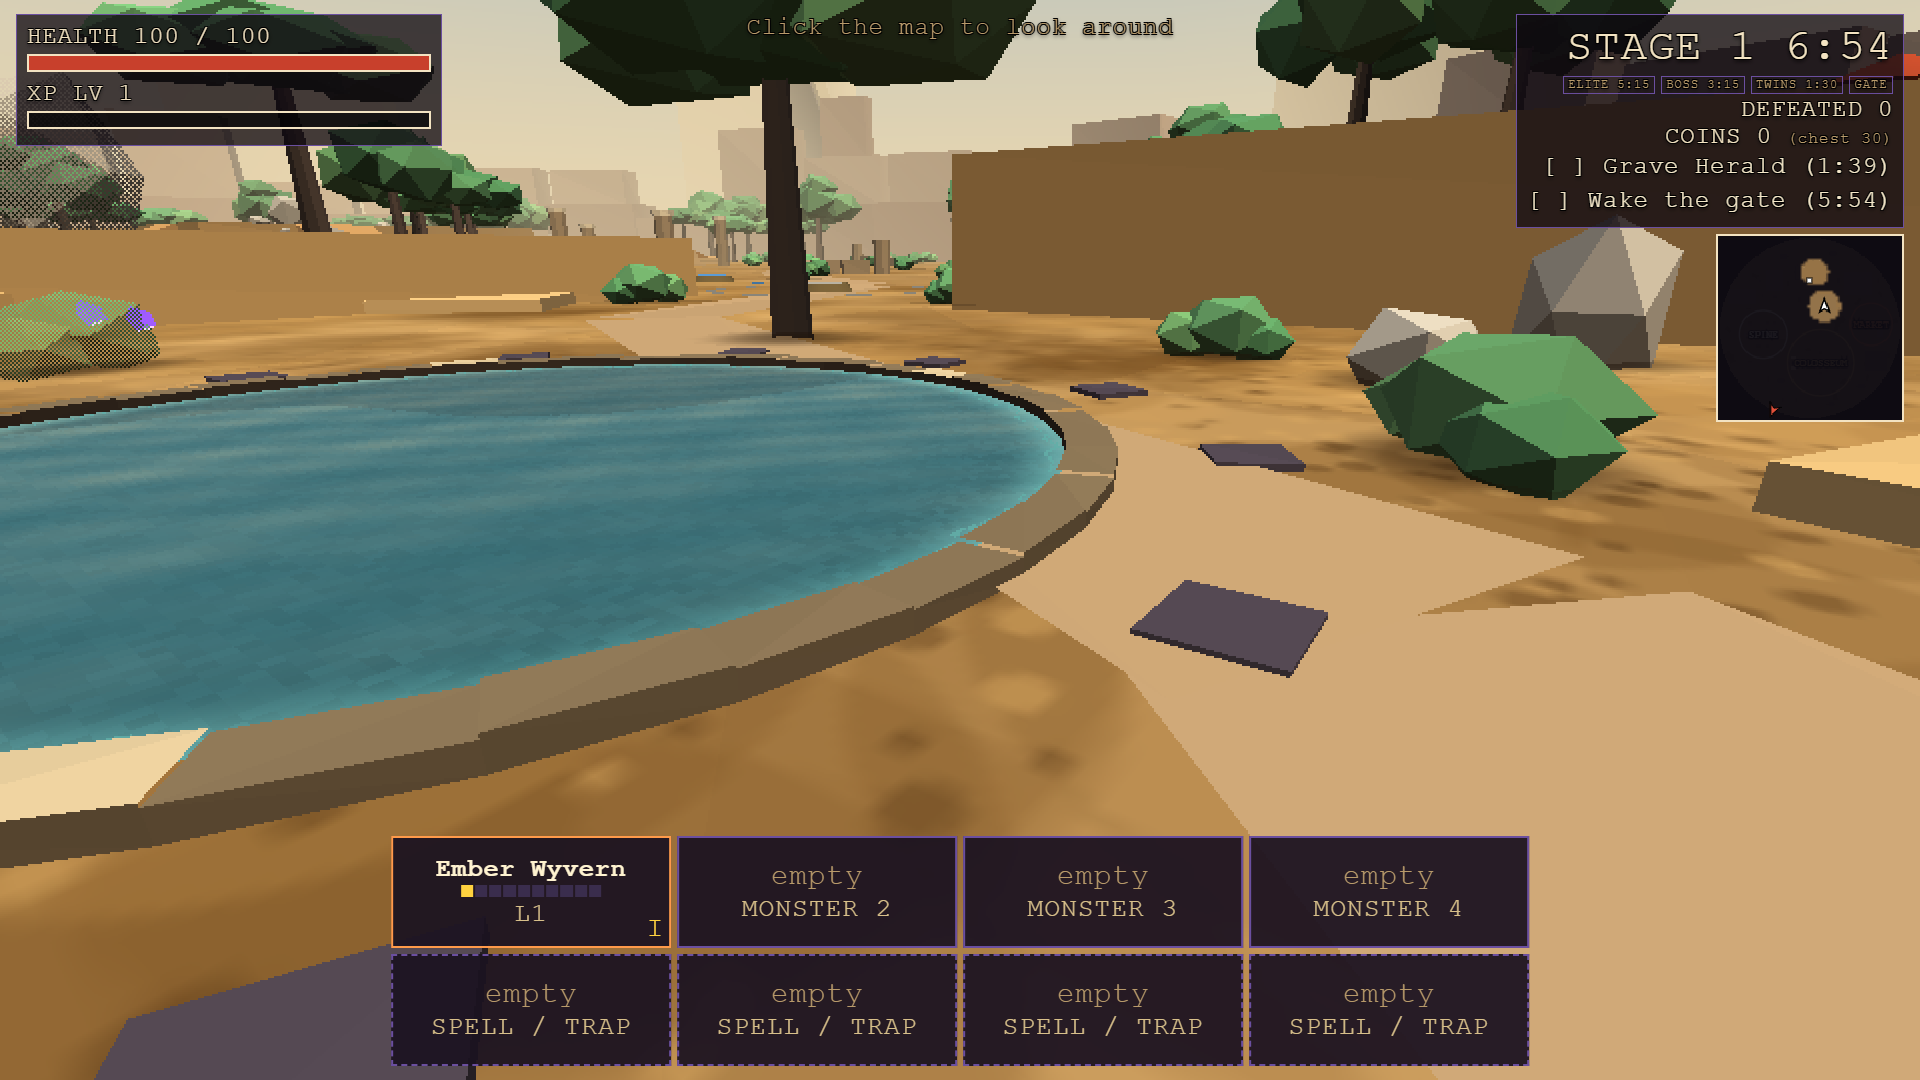 HEALTH 100 / 100
XP LV 1
Click the map to look around
STAGE 1 6:54
ELITE 5:15 BOSS 3:15 TWINS 1:30 GATE
DEFEATED 0
COINS 0 (chest 30)
[ ] Grave Herald (1:39)
[ ] Wake the gate (5:54)
Ember Wyvern
L1
I
empty
MONSTER 2
empty
MONSTER 3
empty
MONSTER 4
empty
SPELL / TRAP
empty
SPELL / TRAP
empty
SPELL / TRAP
empty
SPELL / TRAP